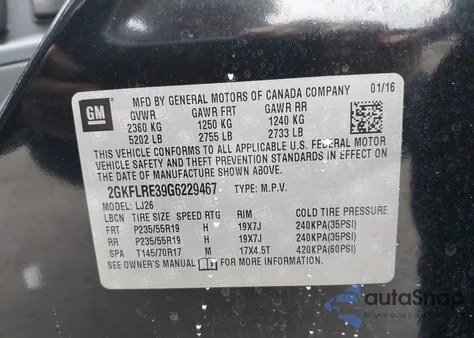 GM
MFD BY GENERAL MOTORS OF CANADA COMPANY 01/16
GVWR GAWR FRT GAWR RR
2360 KG 1250 KG 1240 KG
5202 LB 2755 LB 2733 LB
THIS VEHICLE CONFORMS TO ALL APPLICABLE U.S. FEDERAL MOTOR
VEHICLE SAFETY AND THEFT PREVENTION STANDARDS IN EFFECT ON
THE DATE OF MANUFACTURE SHOWN ABOVE.
2GKFLRE39G6229467 TYPE: M.P.V.
MODEL: LJ26
LBCN TIRE SIZE SPEED RTG RIM COLD TIRE PRESSURE
FRT P235/55R19 H 19X7J 240KPA(35PSI)
RR P235/55R19 H 19X7J 240KPA(35PSI)
SPA T145/70R17 M 17X4.5T 420KPA(60PSI)
SEE OWNER'S MANUAL FOR MORE INFORMATION.
autoSnap